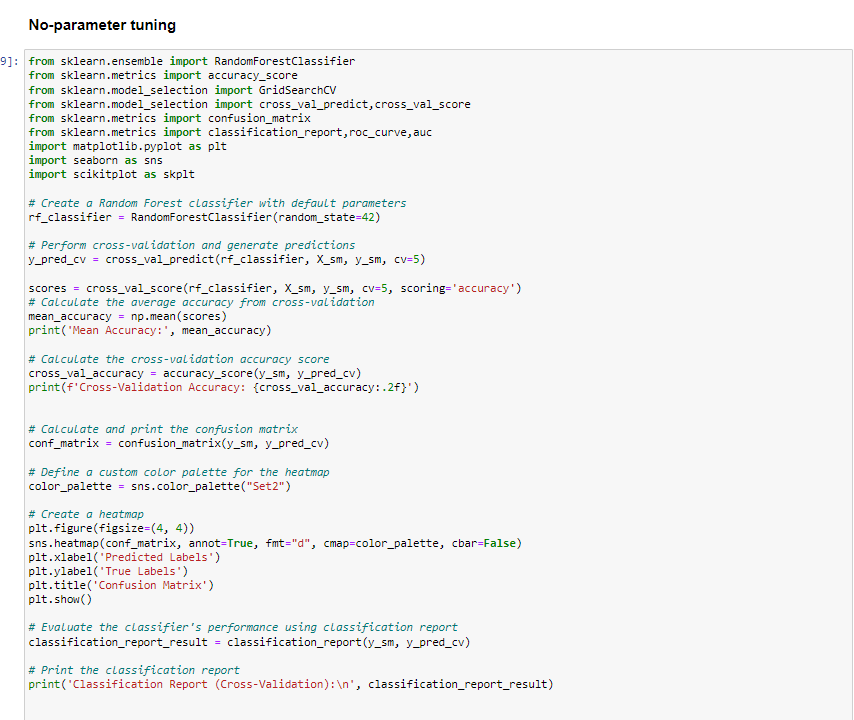 No-parameter tuning
9]:
from sklearn.ensemble import RandomForestClassifier
from sklearn.metrics import accuracy_score
from sklearn.model_selection import GridSearchCV
from sklearn.model_selection import cross_val_predict,cross_val_score
from sklearn.metrics import confusion_matrix
from sklearn.metrics import classification_report,roc_curve,auc
import matplotlib.pyplot as plt
import seaborn as sns
import scikitplot as skplt
# Create a Random Forest classifier with default parameters
rf_classifier = RandomForestClassifier(random_state=42)
# Perform cross-validation and generate predictions
y_pred_cv = cross_val_predict(rf_classifier, X_sm, y_sm, cv=5)
scores = cross_val_score(rf_classifier, X_sm, y_sm, cv=5, scoring='accuracy')
# Calculate the average accuracy from cross-validation
mean_accuracy = np.mean(scores)
print('Mean Accuracy:', mean_accuracy)
# Calculate the cross-validation accuracy score
cross_val_accuracy = accuracy_score(y_sm, y_pred_cv)
print(f'Cross-Validation Accuracy: {cross_val_accuracy:.2f}')
# Calculate and print the confusion matrix
conf_matrix = confusion_matrix(y_sm, y_pred_cv)
# Define a custom color palette for the heatmap
color_palette = sns.color_palette("Set2")
# Create a heatmap
plt.figure(figsize=(4, 4))
sns.heatmap(conf_matrix, annot=True, fmt="d", cmap=color_palette, cbar=False)
plt.xlabel('Predicted Labels')
plt.ylabel('True Labels')
plt.title('Confusion Matrix')
plt.show()
# Evaluate the classifier's performance using classification report
classification_report_result = classification_report(y_sm, y_pred_cv)
# Print the classification report
print('Classification Report (Cross-Validation):\n', classification_report_result)